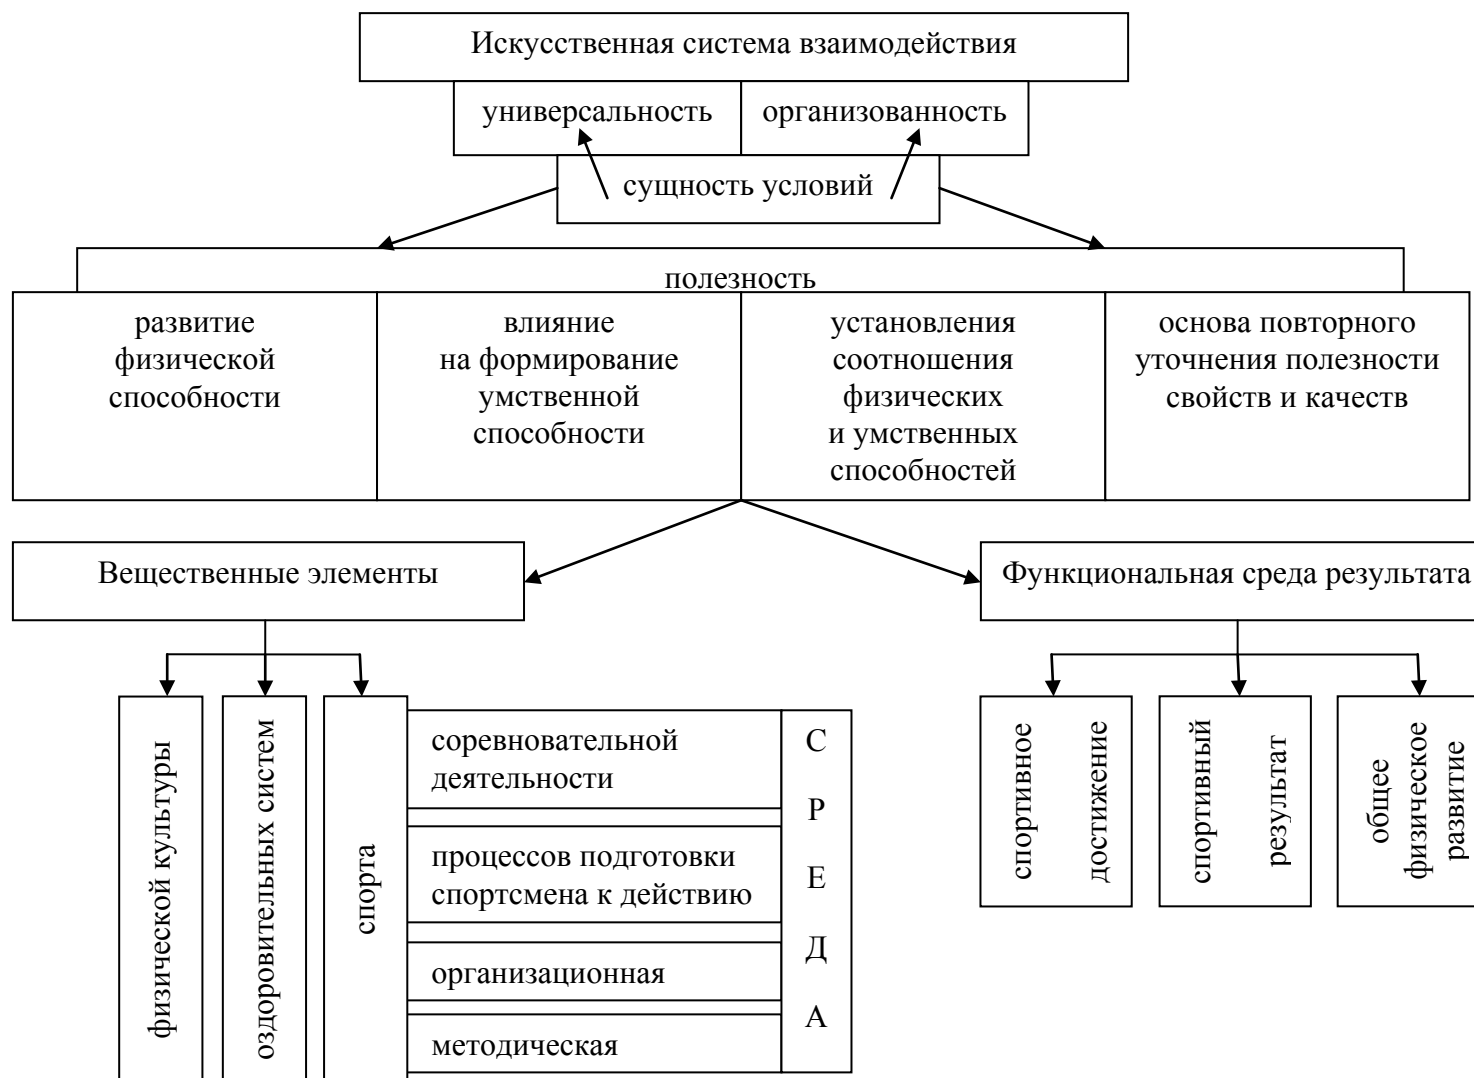 Искусственная система взаимодействия
универсальность
организованность
сущность условий
полезность
развитие
физической
способности
влияние
на формирование
умственной
способности
установления
соотношения
физических
и умственных
способностей
основа повторного
уточнения полезности
свойств и качеств
Вещественные элементы
Функциональная среда результата
физической культуры
оздоровительных систем
спорта
соревновательной
деятельности
процессов подготовки
спортсмена к действию
организационная
методическая
С
Р
Е
Д
А
спортивное
достижение
спортивный
результат
общее
физическое
развитие